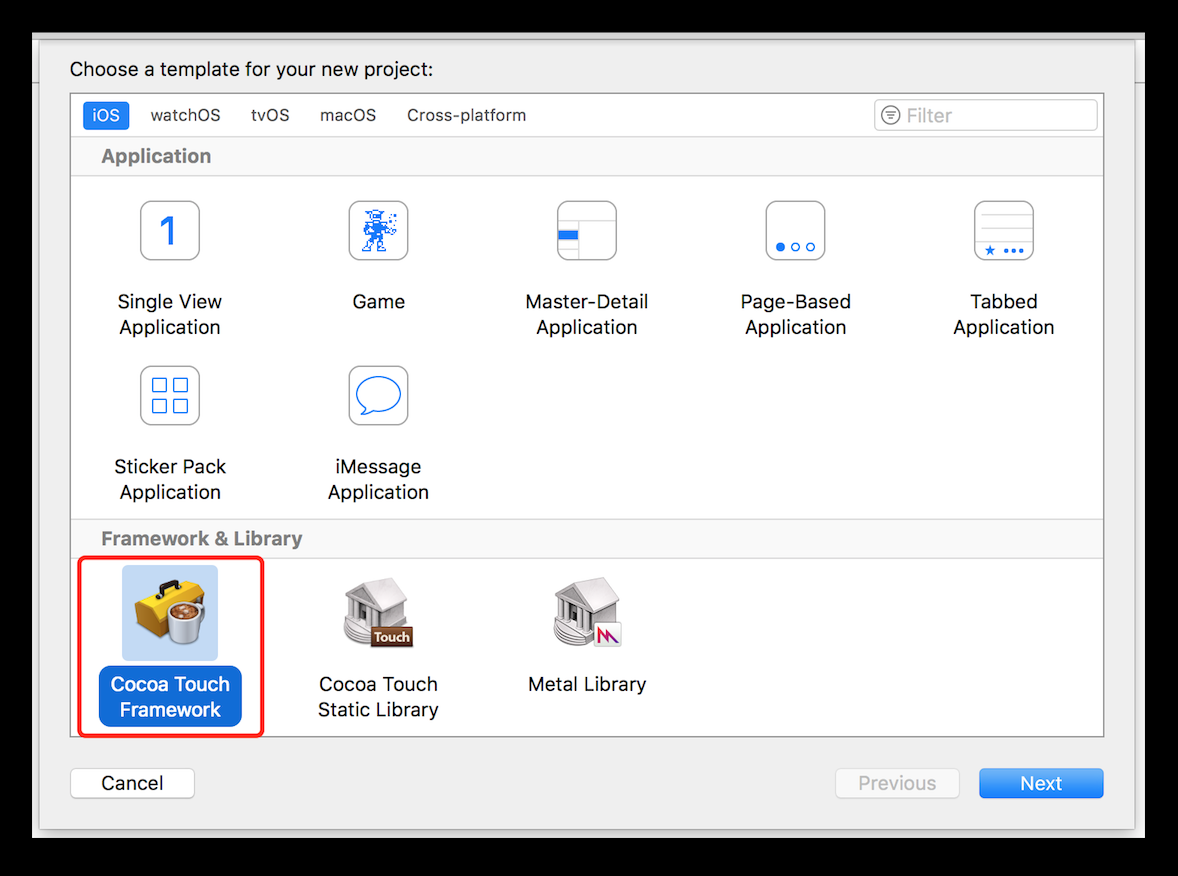 Choose a template for your new project:
iOS watchOS tvOS macOS Cross-platform Filter
Application
1
Single View
Application
Game
Master-Detail
Application
Page-Based
Application
Tabbed
Application
Sticker Pack
Application
iMessage
Application
Framework & Library
Cocoa Touch
Framework
Touch
Cocoa Touch
Static Library
Metal Library
Cancel Previous Next